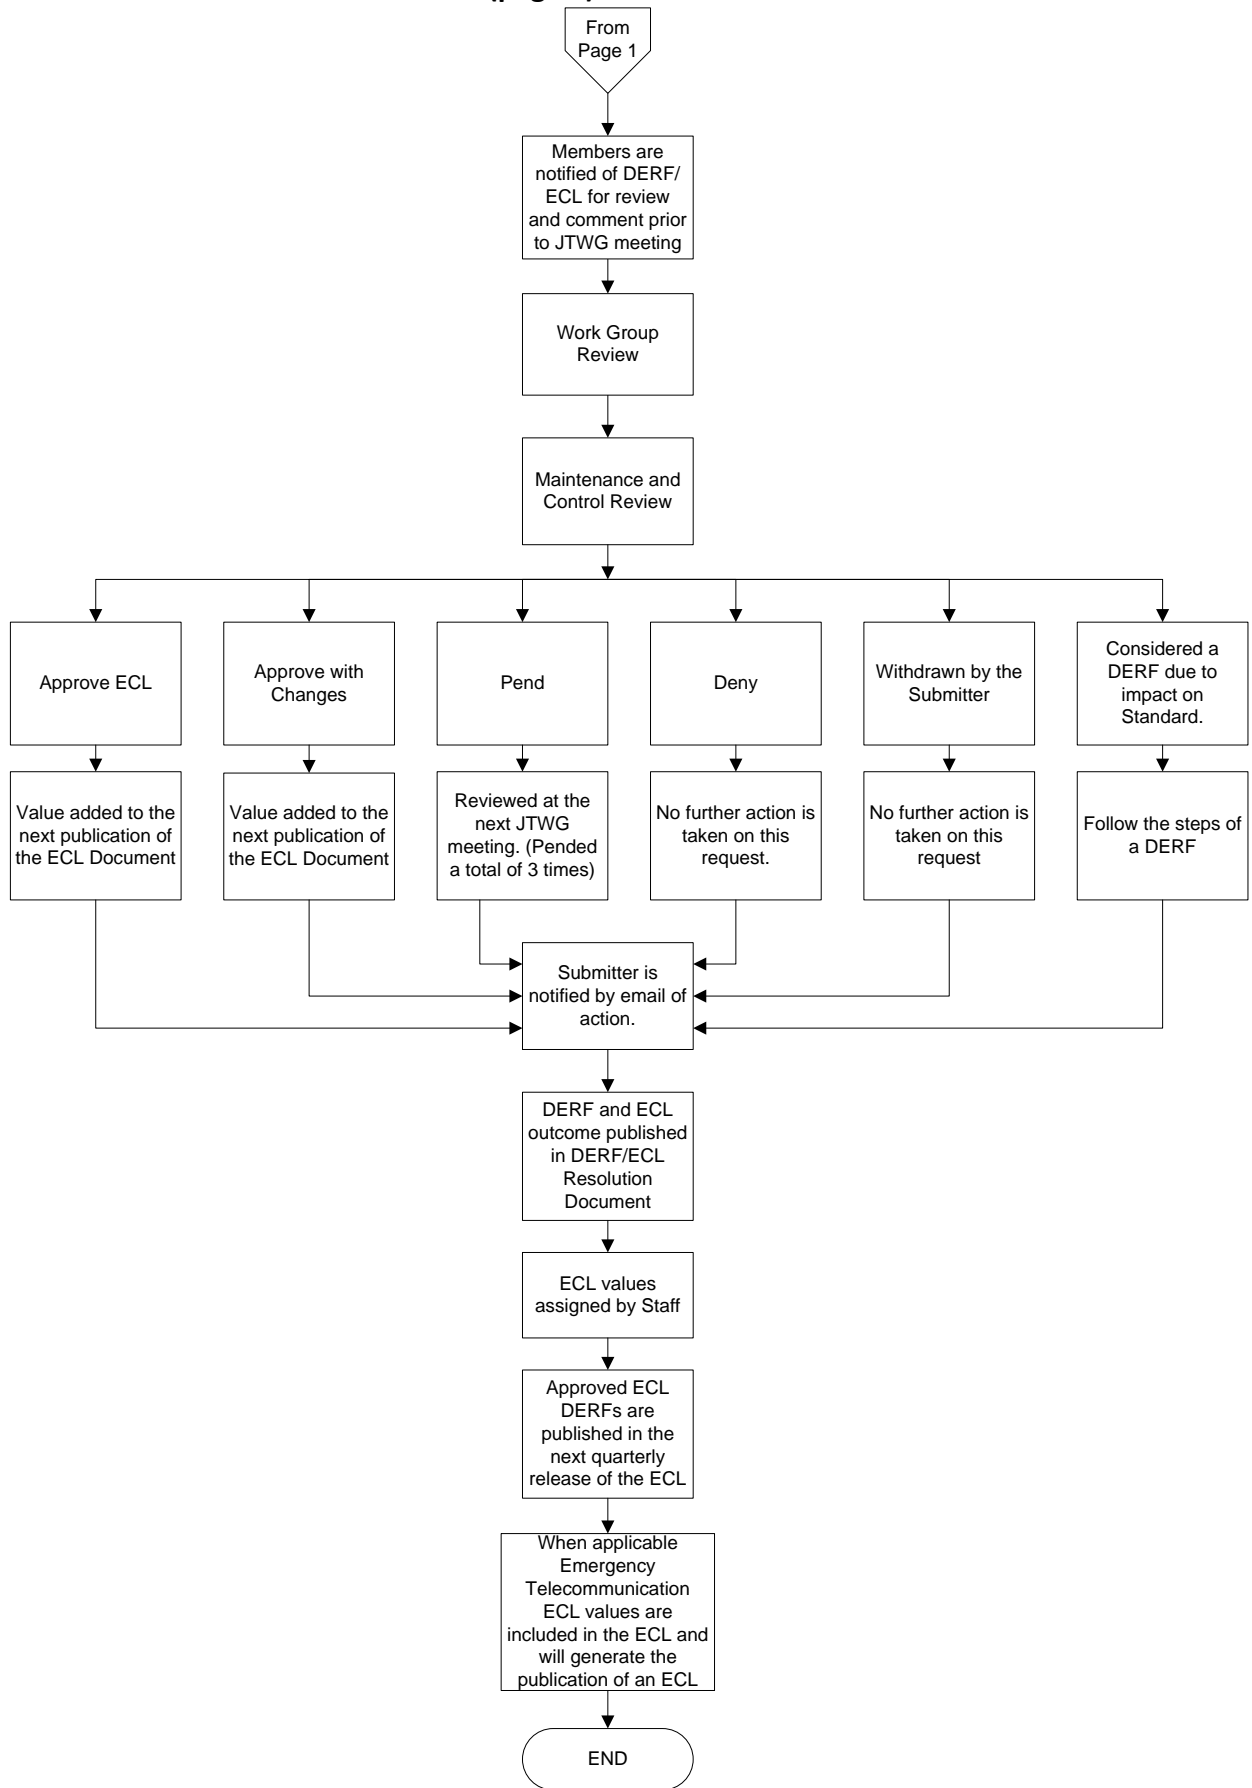 From
Page 1
Members are
notified of DERF/
ECL for review
and comment prior
to JTWG meeting
Work Group
Review
Maintenance and
Control Review
Approve ECL
Approve with
Changes
Pend
Deny
Withdrawn by the
Submitter
Considered a
DERF due to
impact on
Standard.
Value added to the
next publication of
the ECL Document
Value added to the
next publication of
the ECL Document
Reviewed at the
next JTWG
meeting. (Pended
a total of 3 times)
No further action is
taken on this
request.
No further action is
taken on this
request
Follow the steps of
a DERF
Submitter is
notified by email of
action.
DERF and ECL
outcome published
in DERF/ECL
Resolution
Document
ECL values
assigned by Staff
Approved ECL
DERFs are
published in the
next quarterly
release of the ECL
When applicable
Emergency
Telecommunication
ECL values are
included in the ECL and
will generate the
publication of an ECL
END